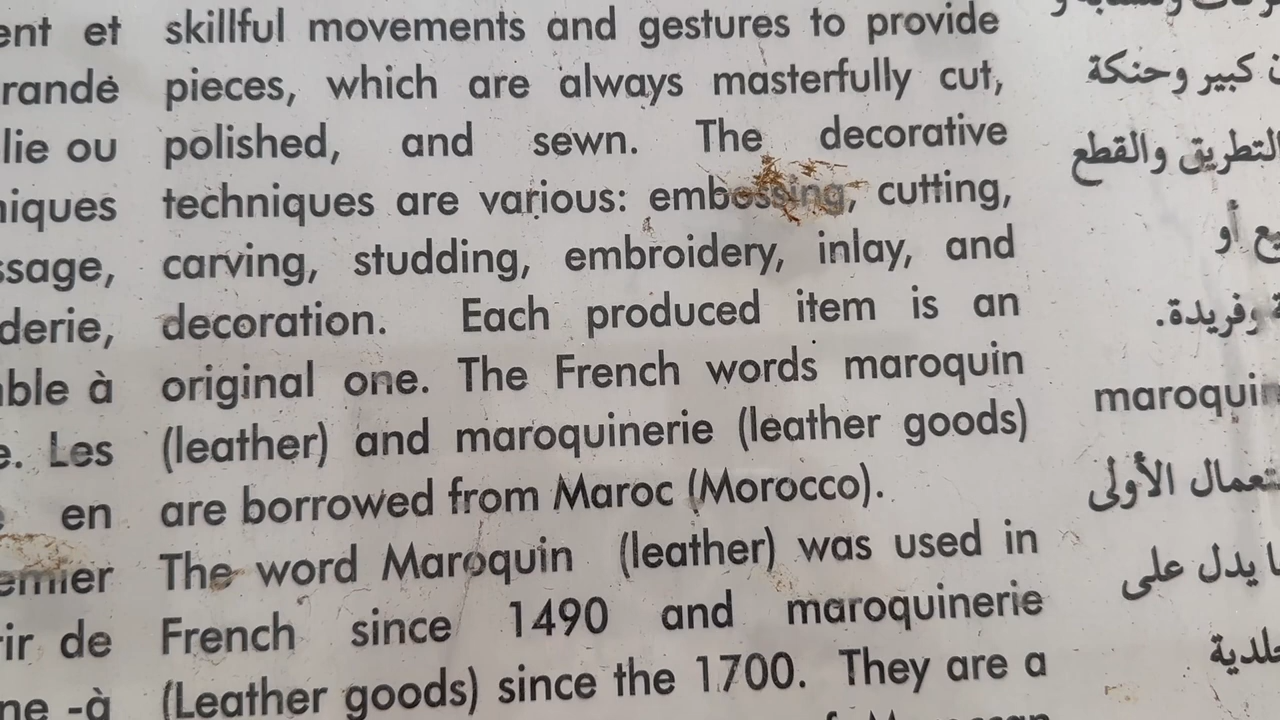 ent et
randé
lie ou
niques
ssage,
derie,
able à
e. Les
en
emier
rir de
ne -à
skillful movements and gestures to provide
pieces, which are always masterfully cut,
polished, and sewn. The decorative
techniques are various: embossing, cutting,
carving, studding, embroidery, inlay, and
decoration. Each produced item is an
original one. The French words maroquin
(leather) and maroquinerie (leather goods)
are borrowed from Maroc (Morocco).
The word Maroquin (leather) was used in
French since 1490 and maroquinerie
(Leather goods) since the 1700. They are a
كبير وحنكة
التطريق والقطع
أو
وفريدة.
maroquin
الأولى
يدل على